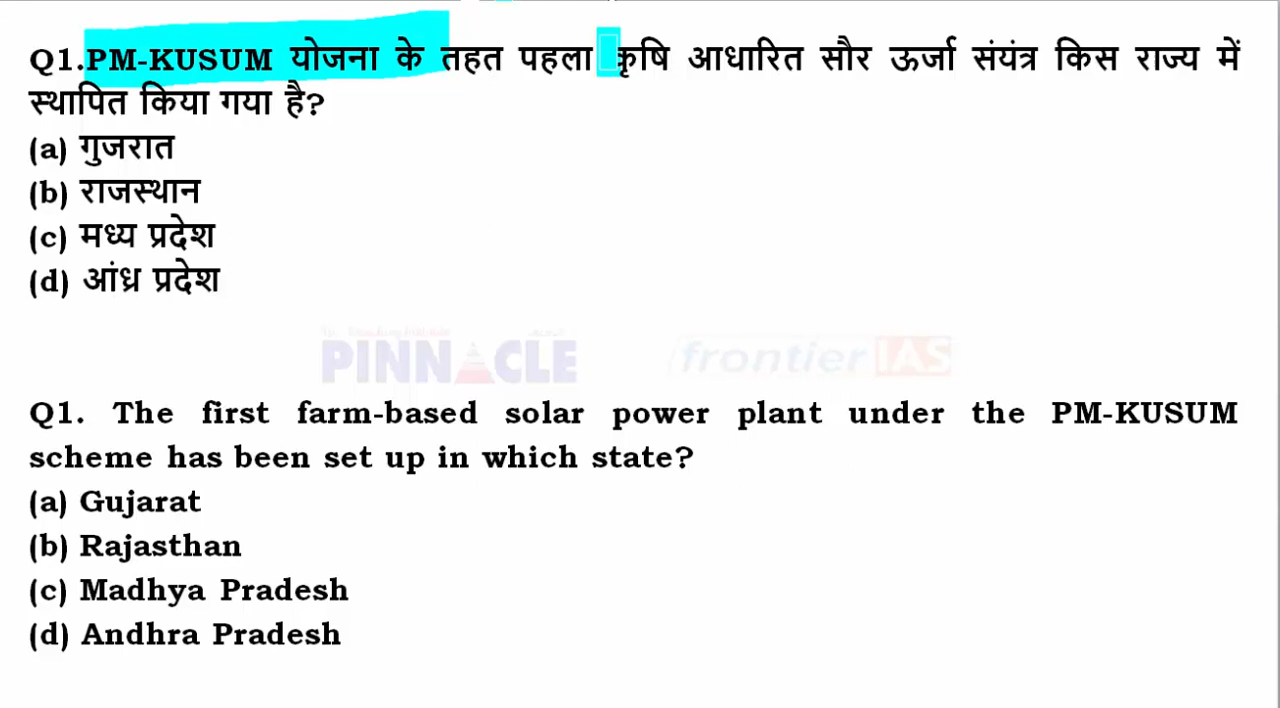 Q1.PM-KUSUM योजना के तहत पहला कृषि आधारित सौर ऊर्जा संयंत्र किस राज्य में
स्थापित किया गया है?
(a) गुजरात
(b) राजस्थान
(c) मध्य प्रदेश
(d) आंध्र प्रदेश
PINNACLE frontier IAS
Q1. The first farm-based solar power plant under the PM-KUSUM
scheme has been set up in which state?
(a) Gujarat
(b) Rajasthan
(c) Madhya Pradesh
(d) Andhra Pradesh